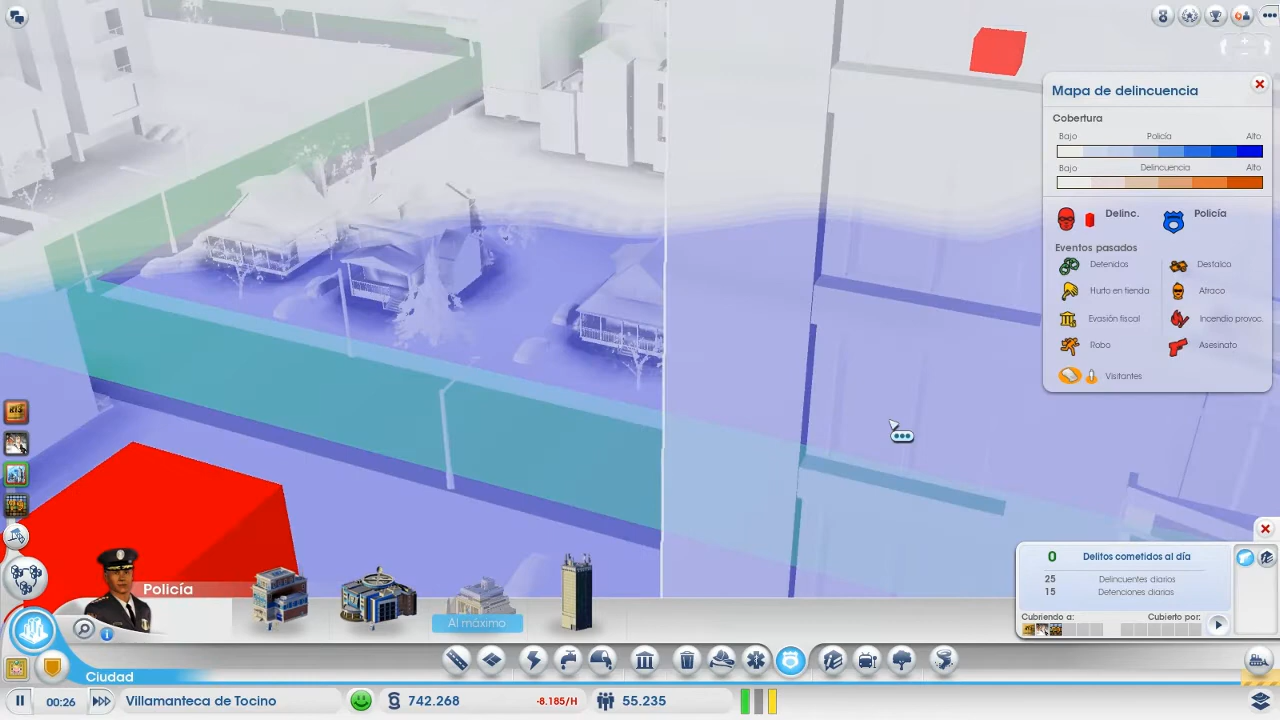 Mapa de delincuencia
Cobertura
Bajo Policía Alto
Bajo Delincuencia Alto
Delinc. Policía
Eventos pasados
Detenidos Desfalco
Hurto en tienda Atraco
Evasión fiscal Incendio provoc.
Robo Asesinato
Visitantes
0 Delitos cometidos al día
25 Delincuentes diarios
15 Detenciones diarios
Cubriendo a: Cubierto por:
Policía
Al máximo
Ciudad
00:26 Villamanteca de Tocino 742.268 -8.185/H 55.235